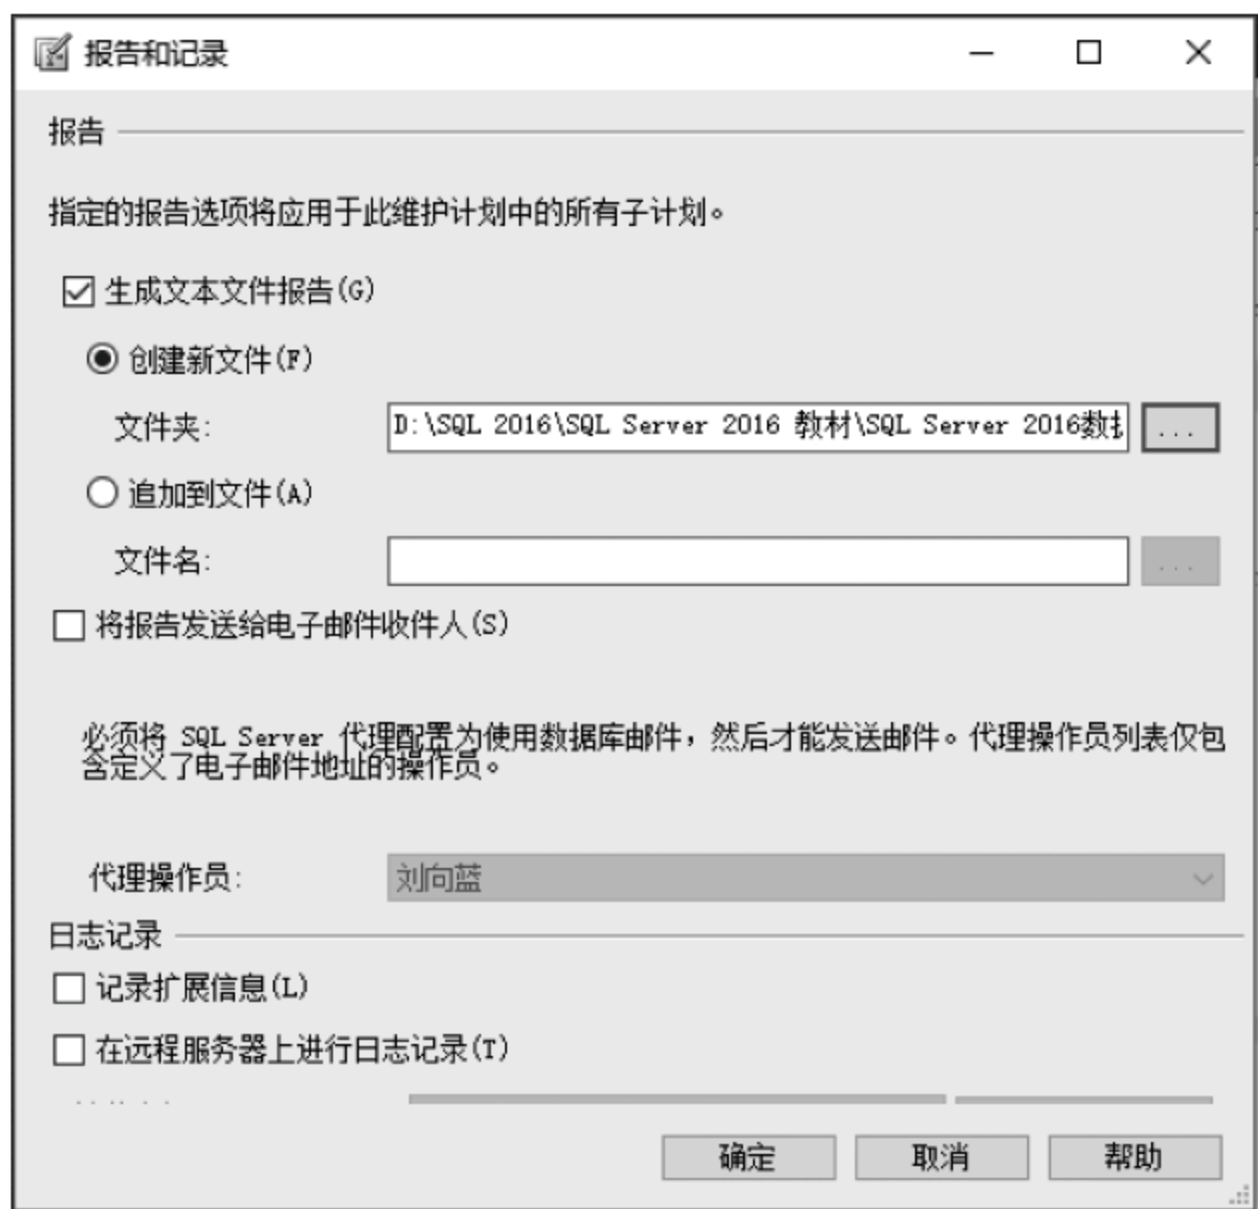 报告和记录
报告
指定的报告选项将应用于此维护计划中的所有子计划。
生成文本文件报告(G)
创建新文件(F)
文件夹: D:\SQL 2016\SQL Server 2016 教材\SQL Server 2016数 ...
追加到文件(A)
文件名: ...
将报告发送给电子邮件收件人(S)
必须将 SQL Server 代理配置为使用数据库邮件，然后才能发送邮件。代理操作员列表仅包
含定义了电子邮件地址的操作员。
代理操作员: 刘向蓝
日志记录
记录扩展信息(L)
在远程服务器上进行日志记录(T)
确定 取消 帮助